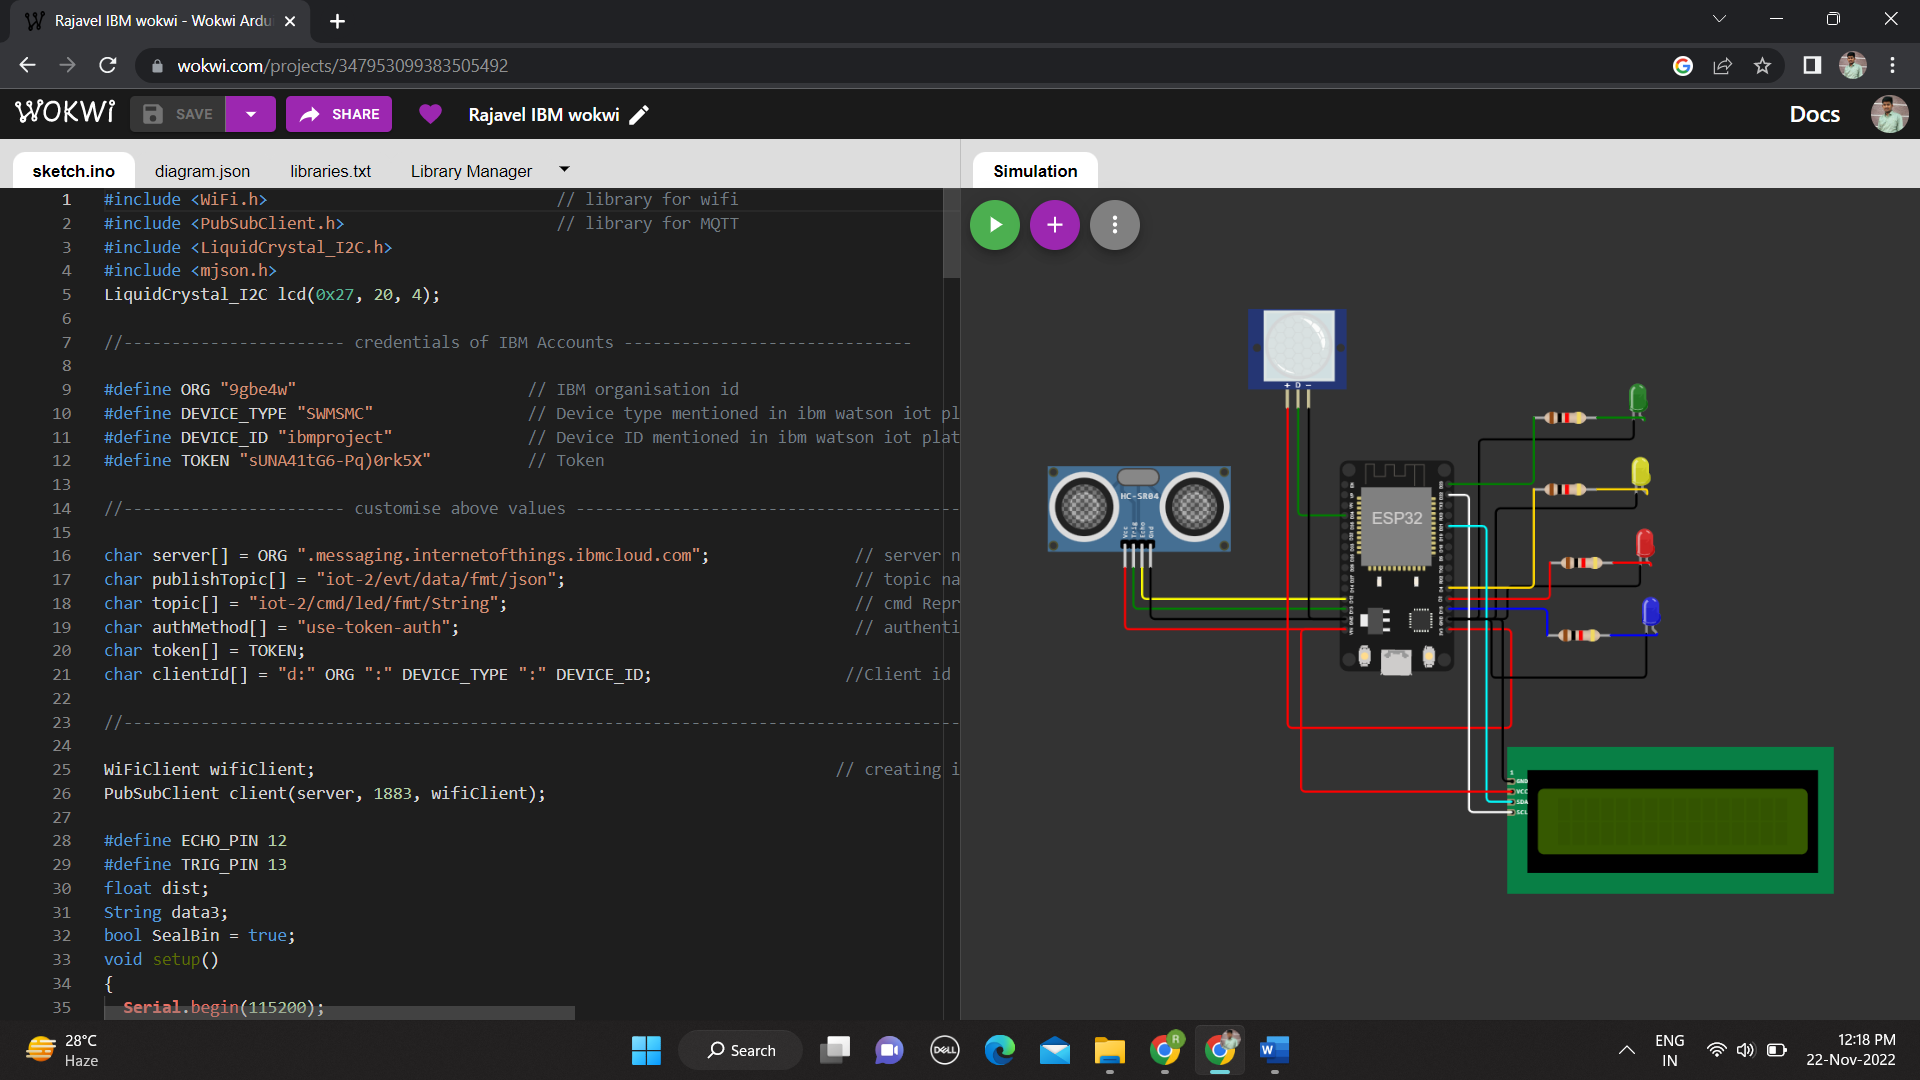 Rajavel IBM wokwi - Wokwi Ardu
wokwi.com/projects/347953099383505492
WOKWi
SAVE
SHARE
Rajavel IBM wokwi
Docs
sketch.ino
diagram.json
libraries.txt
Library Manager
Simulation
1 #include <WiFi.h> // library for wifi
2 #include <PubSubClient.h> // library for MQTT
3 #include <LiquidCrystal_I2C.h>
4 #include <mjson.h>
5 LiquidCrystal_I2C lcd(0x27, 20, 4);
6
7 //----------------------- credentials of IBM Accounts ------------------------------
8
9 #define ORG "9gbe4w" // IBM organisation id
10 #define DEVICE_TYPE "SWMSMC" // Device type mentioned in ibm watson iot pl
11 #define DEVICE_ID "ibmproject" // Device ID mentioned in ibm watson iot plat
12 #define TOKEN "sUNA41tG6-Pq)0rk5X" // Token
13
14 //----------------------- customise above values ----------------------------------------
15
16 char server[] = ORG ".messaging.internetofthings.ibmcloud.com"; // server n
17 char publishTopic[] = "iot-2/evt/data/fmt/json"; // topic na
18 char topic[] = "iot-2/cmd/led/fmt/String"; // cmd Repr
19 char authMethod[] = "use-token-auth"; // authenti
20 char token[] = TOKEN;
21 char clientId[] = "d:" ORG ":" DEVICE_TYPE ":" DEVICE_ID; //Client id
22
23 //---------------------------------------------------------------------------------------
24
25 WiFiClient wifiClient; // creating i
26 PubSubClient client(server, 1883, wifiClient);
27
28 #define ECHO_PIN 12
29 #define TRIG_PIN 13
30 float dist;
31 String data3;
32 bool SealBin = true;
33 void setup()
34 {
35 Serial.begin(115200);
+ D -
HC-SR04
Vcc
Trig
Echo
Gnd
ESP32
1
GND
VCC
SDA
SCL
28°C
Haze
Search
DELL
R
W
ENG
IN
12:18 PM
22-Nov-2022